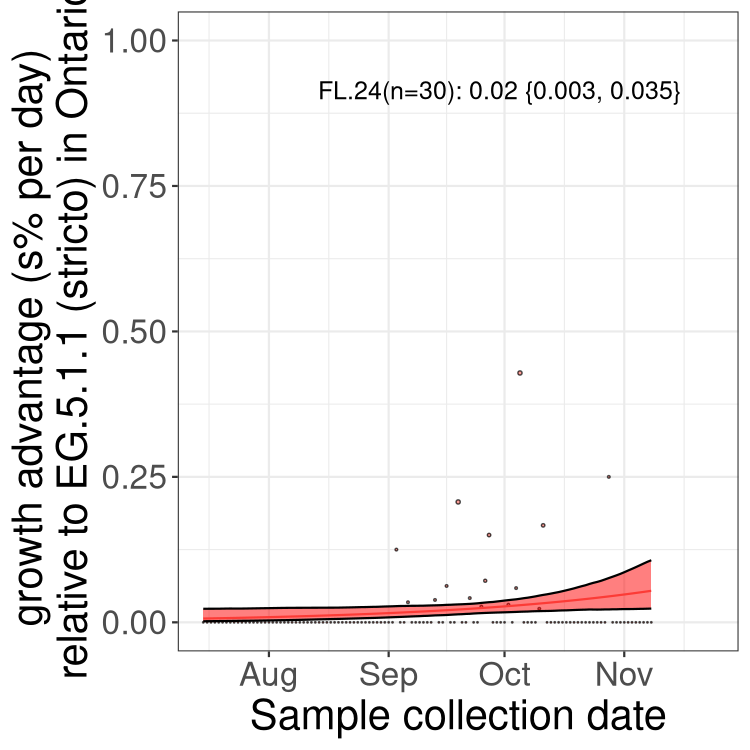 growth advantage (s% per day)
relative to EG.5.1.1 (stricto) in Ontario
1.00
0.75
0.50
0.25
0.00
FL.24(n=30): 0.02 {0.003, 0.035}
Aug Sep Oct Nov
Sample collection date